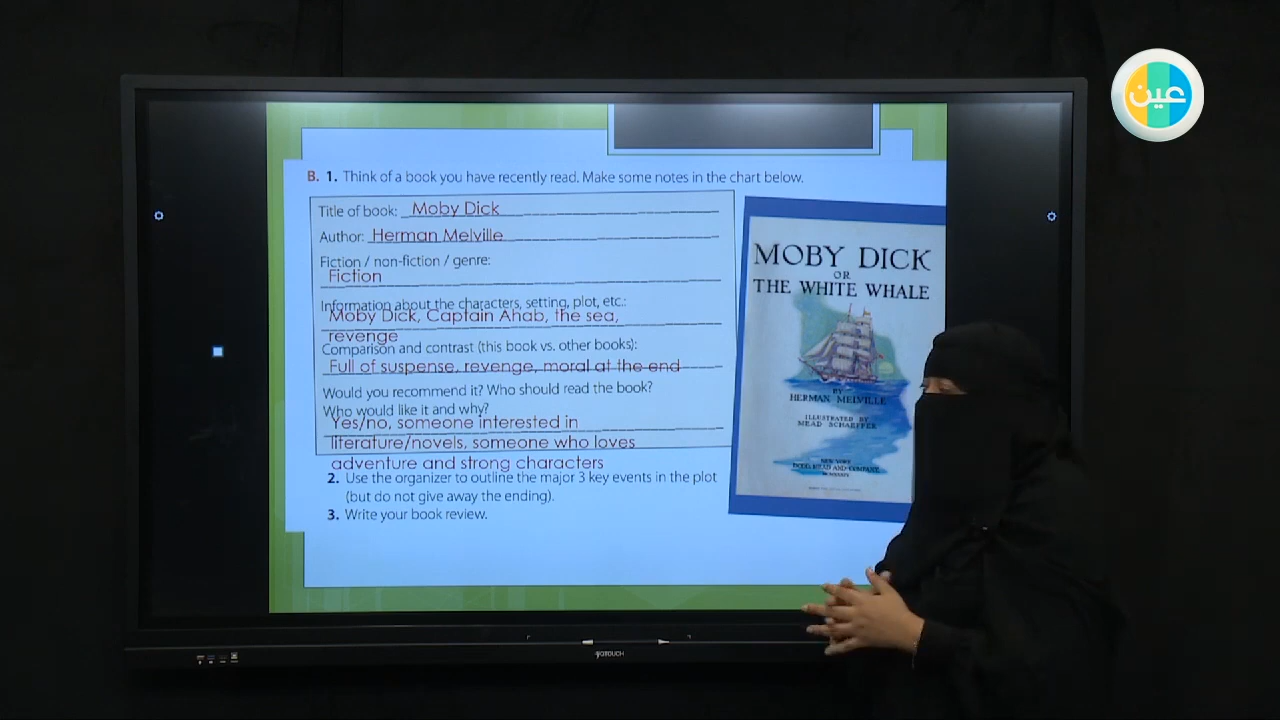 عين
B. 1. Think of a book you have recently read. Make some notes in the chart below.
Title of book: Moby Dick
Author: Herman Melville
Fiction / non-fiction / genre:
Fiction
Information about the characters, setting, plot, etc.:
Moby Dick, Captain Ahab, the sea,
revenge
Comparison and contrast (this book vs. other books):
Full of suspense, revenge, moral at the end
Would you recommend it? Who should read the book?
Who would like it and why?
Yes/no, someone interested in
literature/novels, someone who loves
adventure and strong characters
2. Use the organizer to outline the major 3 key events in the plot
(but do not give away the ending).
3. Write your book review.
MOBY DICK
OR
THE WHITE WHALE
BY
HERMAN MELVILLE
ILLUSTRATED BY
MEAD SCHAEFFER
NEW YORK
DODD, MEAD AND COMPANY